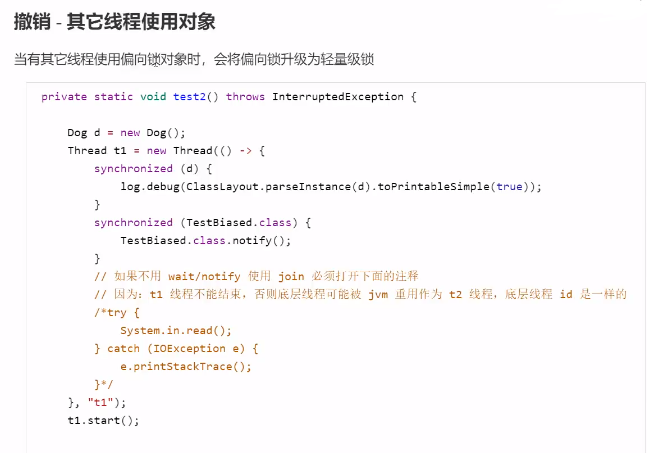 撤销 - 其它线程使用对象
当有其它线程使用偏向锁对象时，会将偏向锁升级为轻量级锁
private static void test2() throws InterruptedException {
Dog d = new Dog();
Thread t1 = new Thread(() -> {
synchronized (d) {
log.debug(ClassLayout.parseInstance(d).toPrintableSimple(true));
}
synchronized (TestBiased.class) {
TestBiased.class.notify();
}
// 如果不用 wait/notify 使用 join 必须打开下面的注释
// 因为：t1 线程不能结束，否则底层线程可能被 jvm 重用作为 t2 线程，底层线程 id 是一样的
/*try {
System.in.read();
} catch (IOException e) {
e.printStackTrace();
}*/
}, "t1");
t1.start();